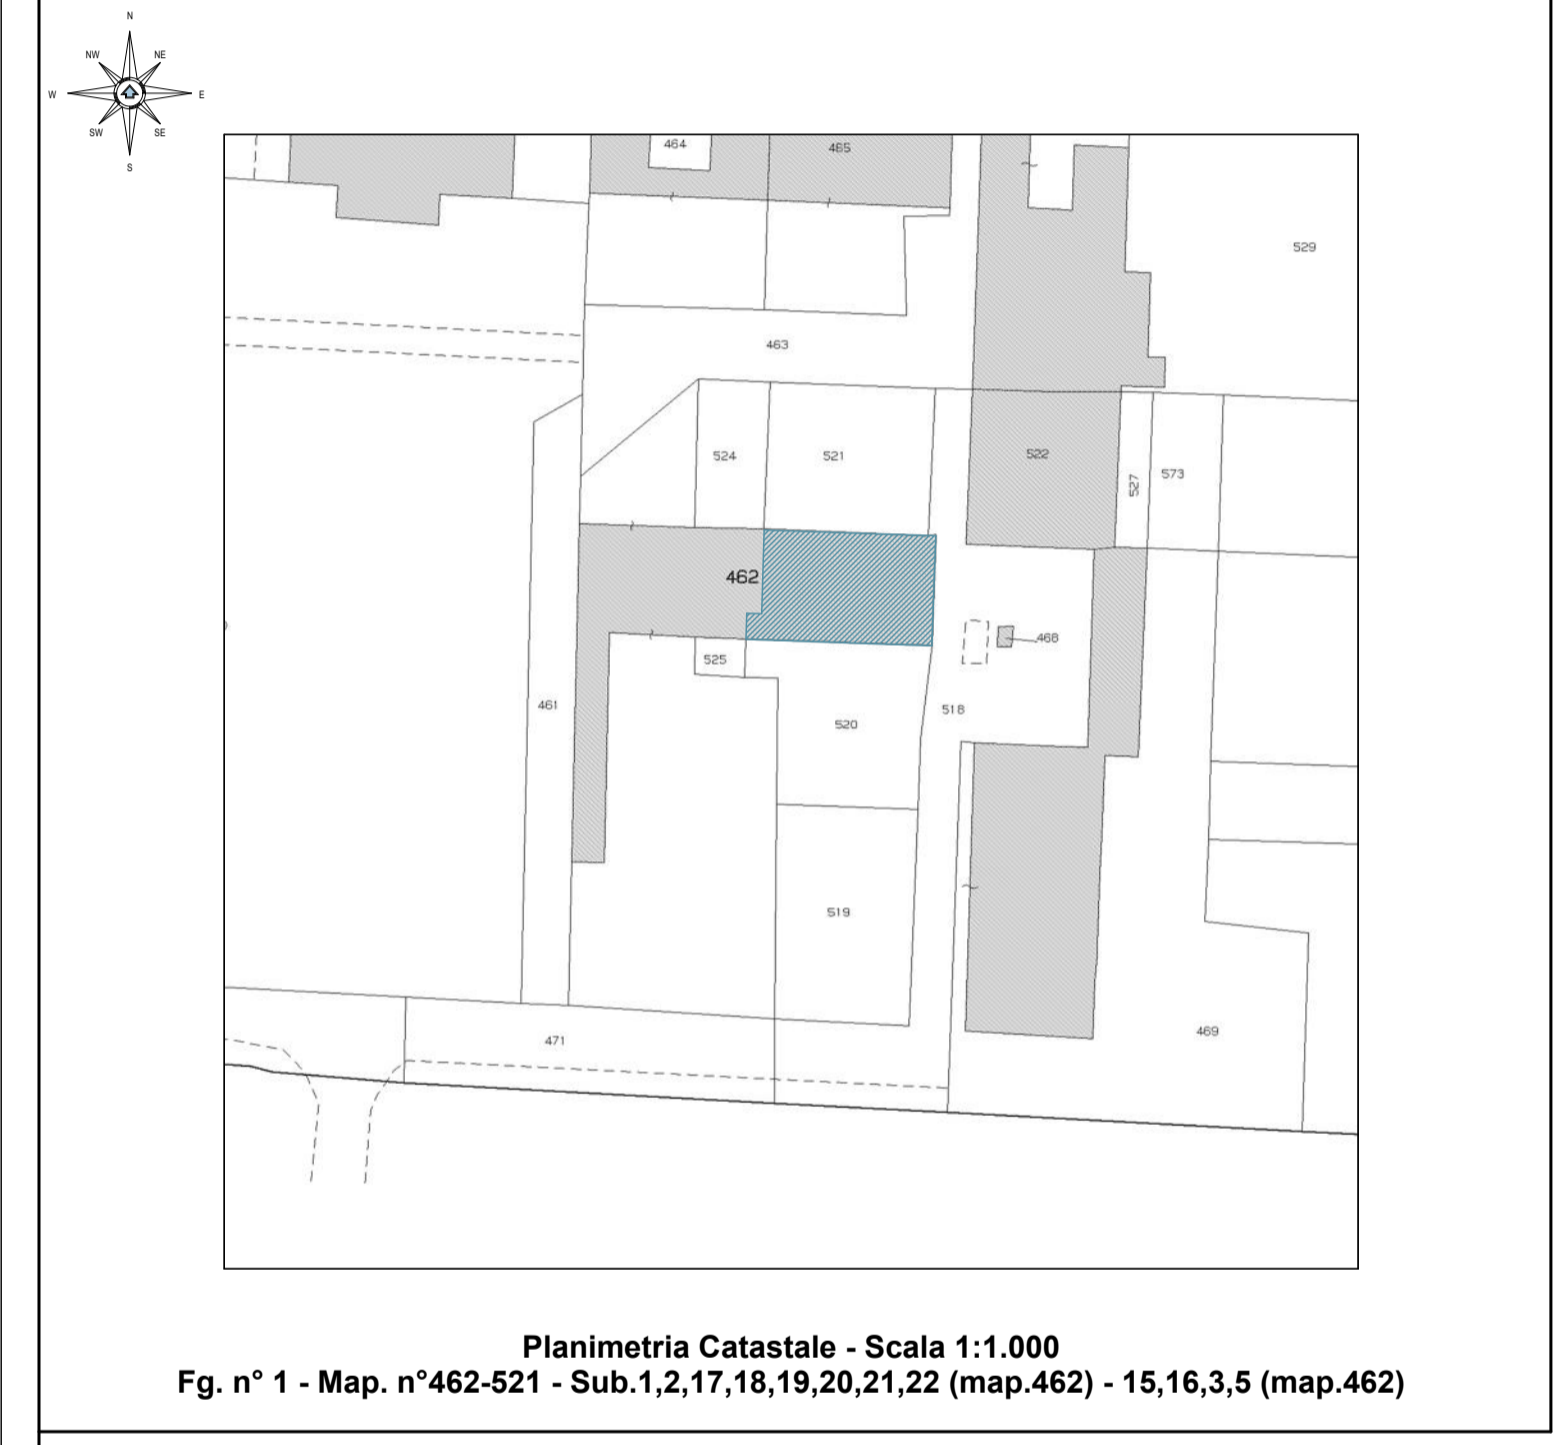 N
NW NE
W E
SW SE
S
464 465
529
463
524 521 522 527 573
462
468
525
461 518
520
519
471 469
Planimetria Catastale - Scala 1:1.000
Fg. n° 1 - Map. n°462-521 - Sub.1,2,17,18,19,20,21,22 (map.462) - 15,16,3,5 (map.462)